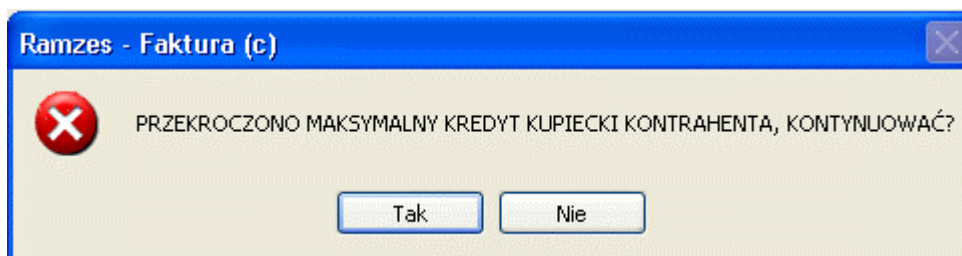 Ramzes - Faktura (c)
PRZEKROCZONO MAKSYMALNY KREDYT KUPIECKI KONTRAHENTA, KONTYNUOWAĆ?
Tak
Nie